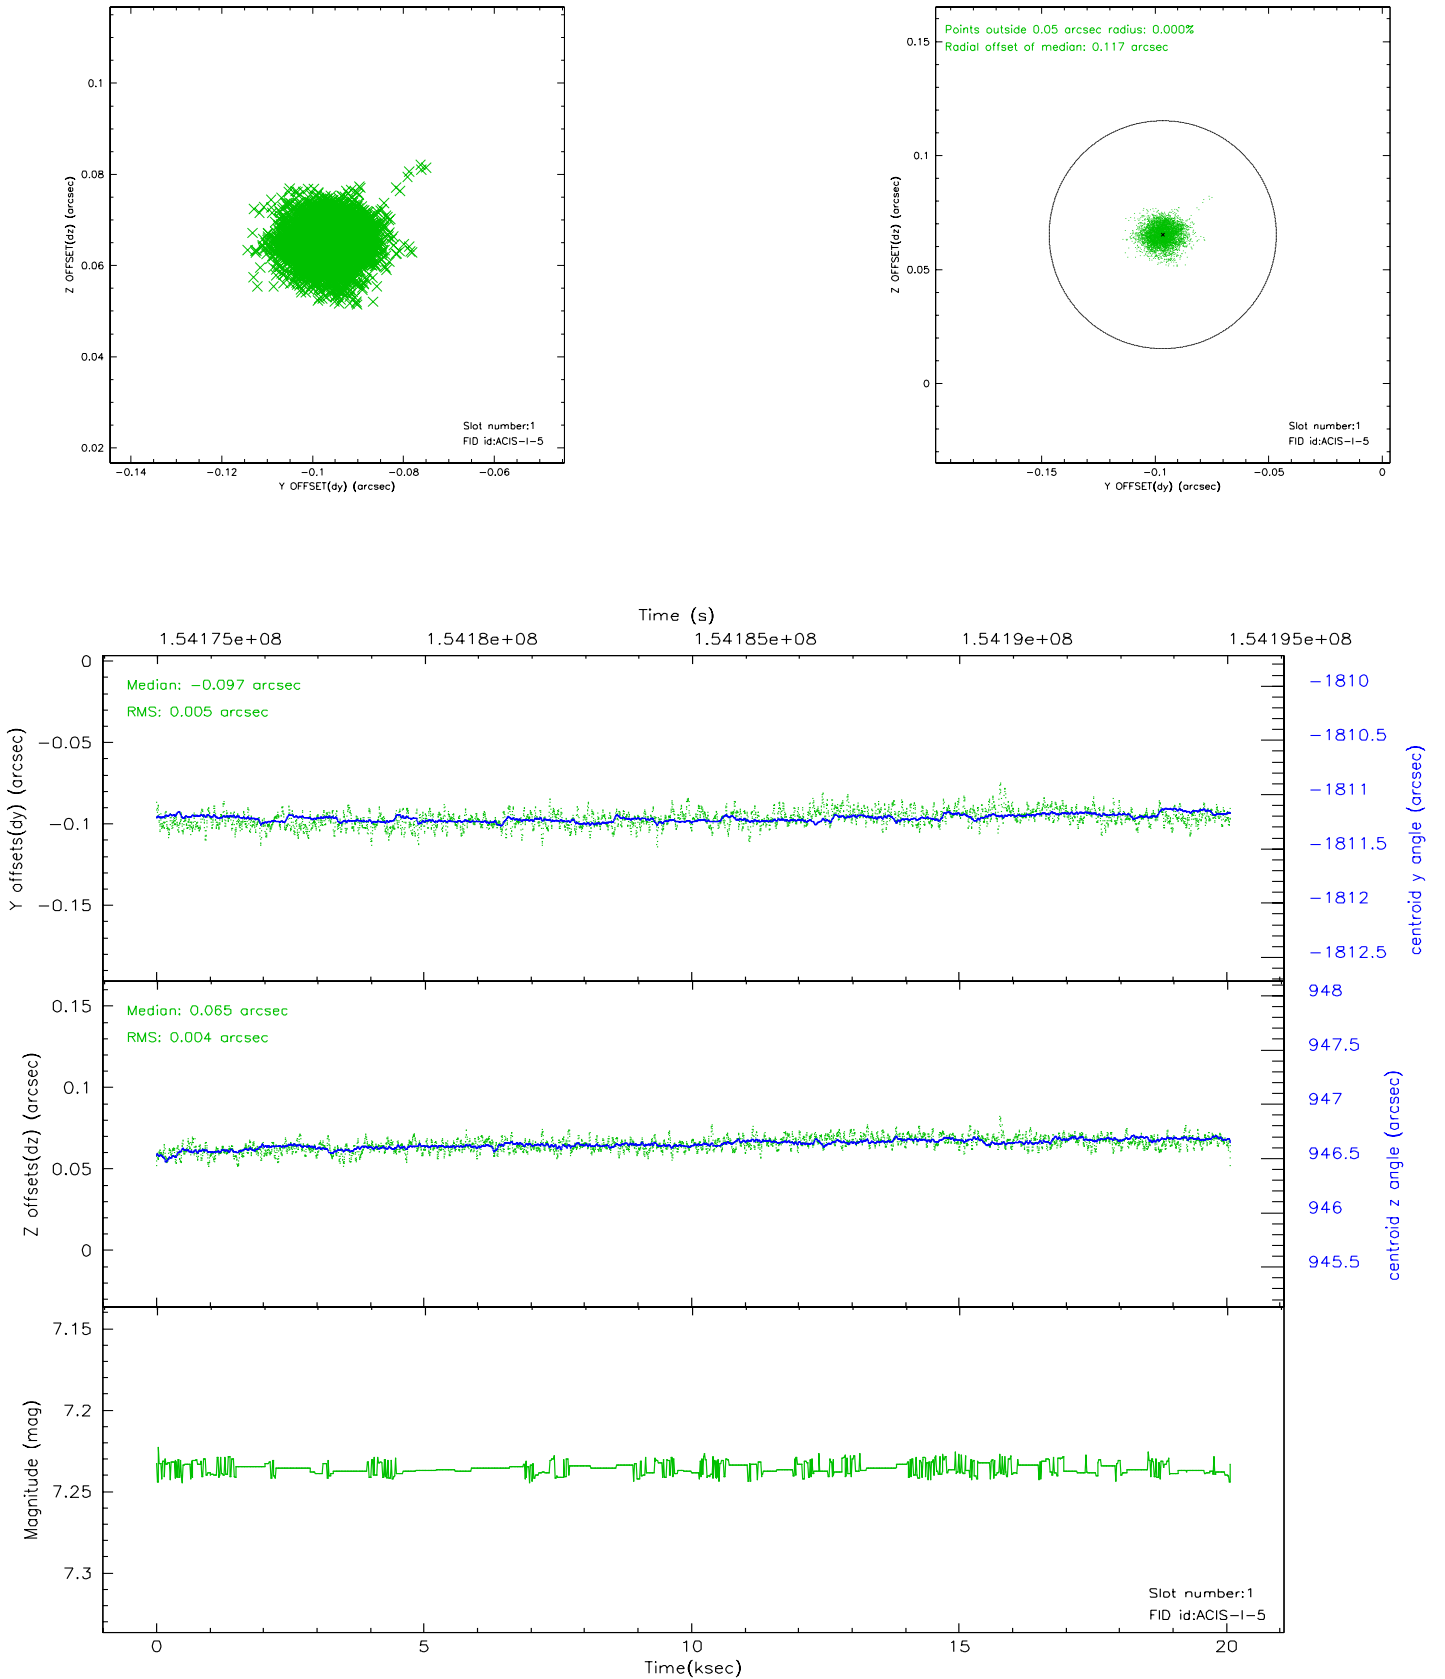 0.1
0.08
0.06
0.04
0.02
Z OFFSET(dz) (arcsec)
Slot number:1
FID id:ACIS-I-5
-0.14
-0.12
-0.1
-0.08
-0.06
Y OFFSET(dy) (arcsec)
Points outside 0.05 arcsec radius: 0.000%
Radial offset of median: 0.117 arcsec
0.15
0.1
0.05
0
Z OFFSET(dz) (arcsec)
Slot number:1
FID id:ACIS-I-5
-0.15
-0.1
-0.05
0
Y OFFSET(dy) (arcsec)
Time (s)
1.54175e+08
1.5418e+08
1.54185e+08
1.5419e+08
1.54195e+08
Median: -0.097 arcsec
RMS: 0.005 arcsec
0
-0.05
-0.1
-0.15
Y offsets(dy) (arcsec)
-1810
-1810.5
-1811
-1811.5
-1812
-1812.5
centroid y angle (arcsec)
Median: 0.065 arcsec
RMS: 0.004 arcsec
0.15
0.1
0.05
0
Z offsets(dz) (arcsec)
948
947.5
947
946.5
946
945.5
centroid z angle (arcsec)
7.15
7.2
7.25
7.3
Magnitude (mag)
Slot number:1
FID id:ACIS-I-5
0
5
10
15
20
Time(ksec)